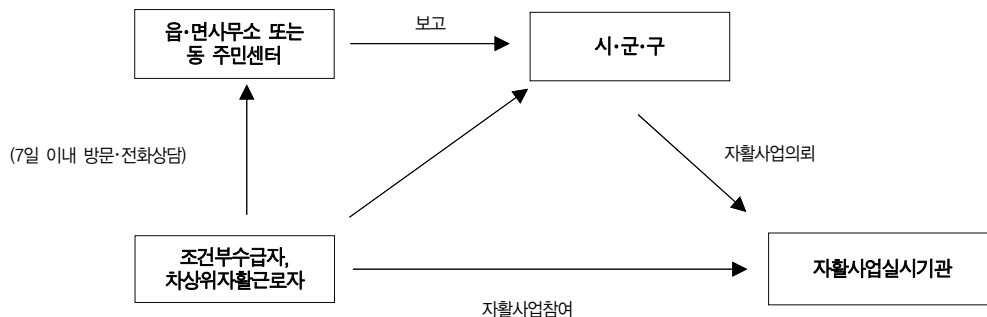 읍·면사무소 또는
동 주민센터
보고
시·군·구
(7일 이내 방문·전화상담)
자활사업의뢰
조건부수급자,
차상위자활근로자
자활사업실시기관
자활사업참여